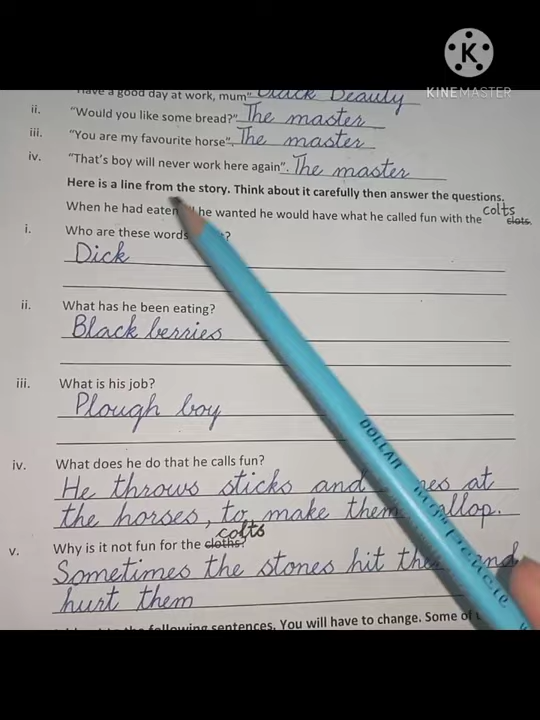 K
KINEMASTER
"Have a good day at work, mum" Black Beauty
ii. "Would you like some bread?" The master
iii. "You are my favourite horse". The master
iv. "That's boy will never work here again". The master
Here is a line from the story. Think about it carefully then answer the questions.
When he had eaten he wanted he would have what he called fun with the clots. colts
i. Who are these words ?
Dick
ii. What has he been eating?
Black berries
iii. What is his job?
Plough boy
iv. What does he do that he calls fun?
He throws sticks and at
the horses, to make them
v. Why is it not fun for the cloths? colts
Sometimes the stones hit and
hurt them
the following sentences. You will have to change. Some of
DOLLAR